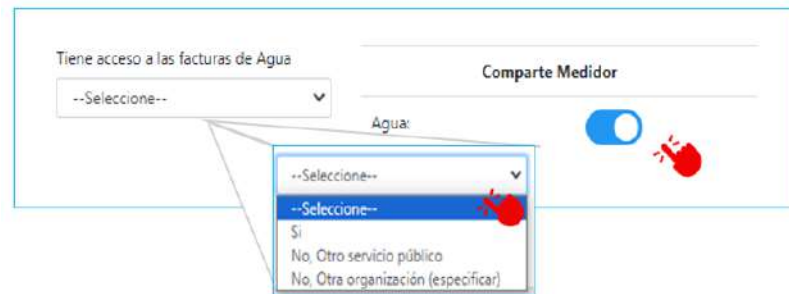 Tiene acceso a las facturas de Agua
--Seleccione--
Comparte Medidor
Agua:
--Seleccione--
--Seleccione--
Si
No, Otro servicio público
No, Otra organización (especificar)